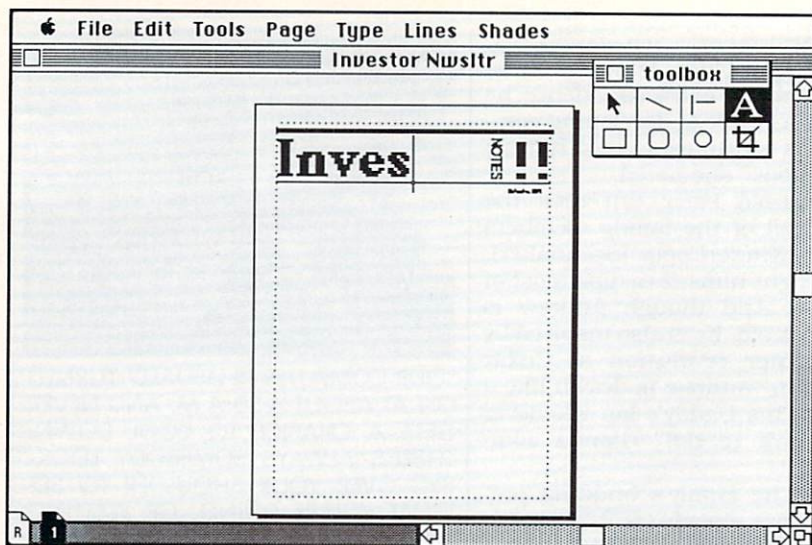 File Edit Tools Page Type Lines Shades
Investor Nwsltr
toolbox
A
Inves
NOTES
!!
R
1